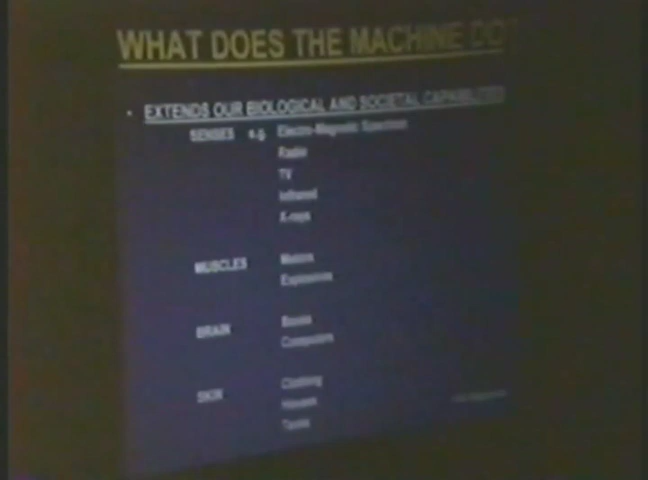 WHAT DOES THE MACHINE DO?
• EXTENDS OUR BIOLOGICAL AND SOCIETAL CAPABILITIES
SENSES e.g. Electro-Magnetic Spectrum
Radio
TV
Infrared
X-rays
MUSCLES Motors
Explosives
BRAIN Books
Computers
SKIN Clothing
Houses